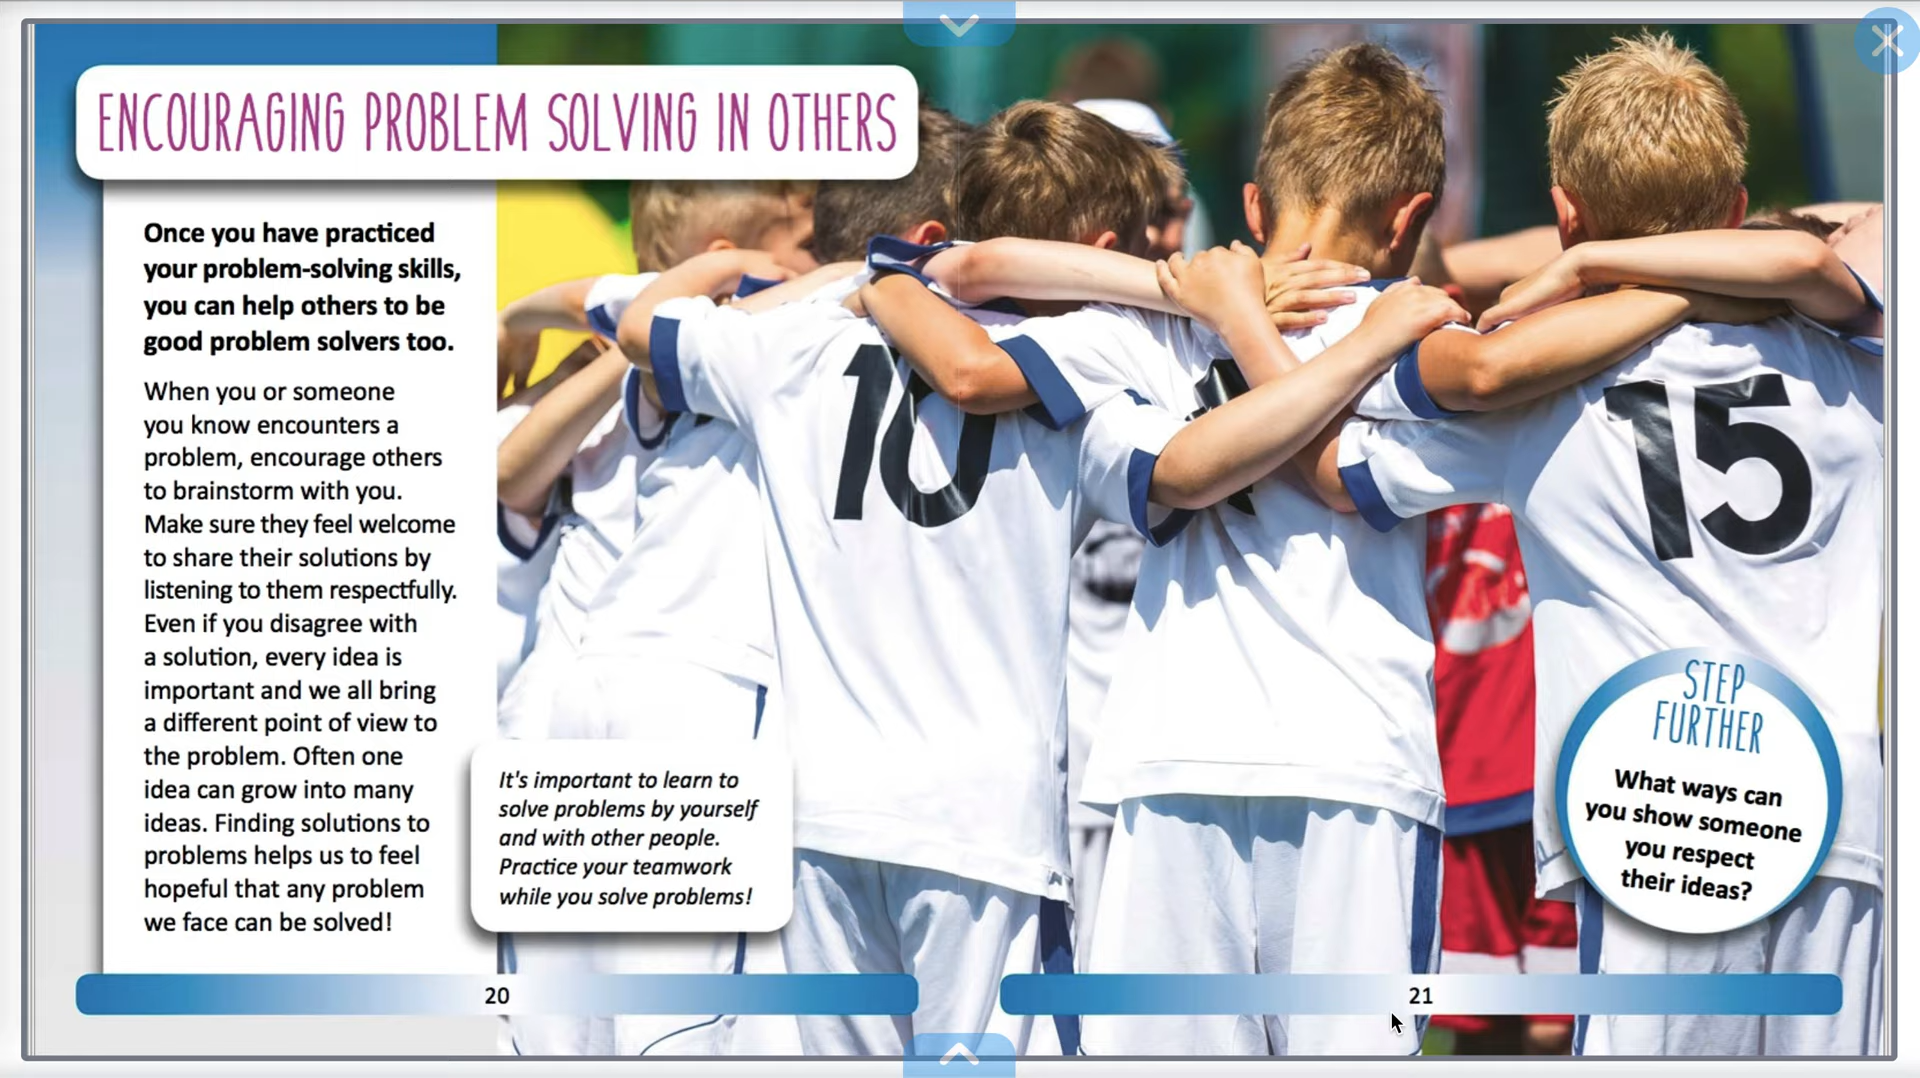 ENCOURAGING PROBLEM SOLVING IN OTHERS
Once you have practiced
your problem-solving skills,
you can help others to be
good problem solvers too.
When you or someone
you know encounters a
problem, encourage others
to brainstorm with you.
Make sure they feel welcome
to share their solutions by
listening to them respectfully.
Even if you disagree with
a solution, every idea is
important and we all bring
a different point of view to
the problem. Often one
idea can grow into many
ideas. Finding solutions to
problems helps us to feel
hopeful that any problem
we face can be solved!
It's important to learn to
solve problems by yourself
and with other people.
Practice your teamwork
while you solve problems!
10
15
STEP
FURTHER
What ways can
you show someone
you respect
their ideas?
20
21